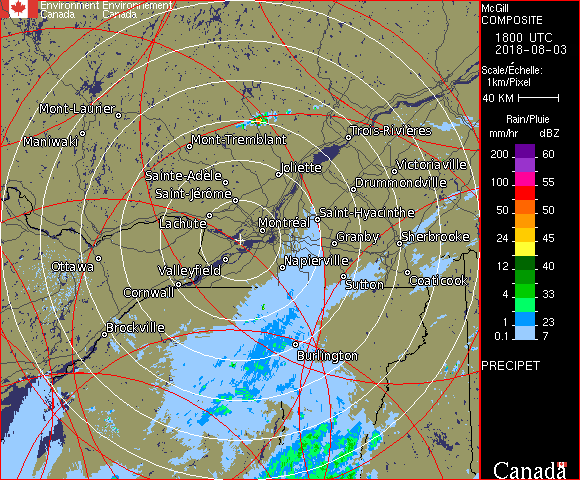 Environment Environnement
Canada Canada
McGill
COMPOSITE
1800 UTC
2018-08-03
Scale/Échelle:
1km/Pixel
40 KM
Rain/Pluie
mm/hr dBZ
200 60
100 55
50 50
24 45
12 40
4 33
1 23
0.1 7
PRECIPET
Canada
Mont-Laurier
Maniwaki
Mont-Tremblant
Trois-Rivières
Sainte-Adèle
Joliette
Victoriaville
Saint-Jérôme
Drummondville
Lachute
Montréal
Saint-Hyacinthe
Granby
Sherbrooke
Ottawa
Valleyfield
Napierville
Cornwall
Sutton
Coaticook
Brockville
Burlington